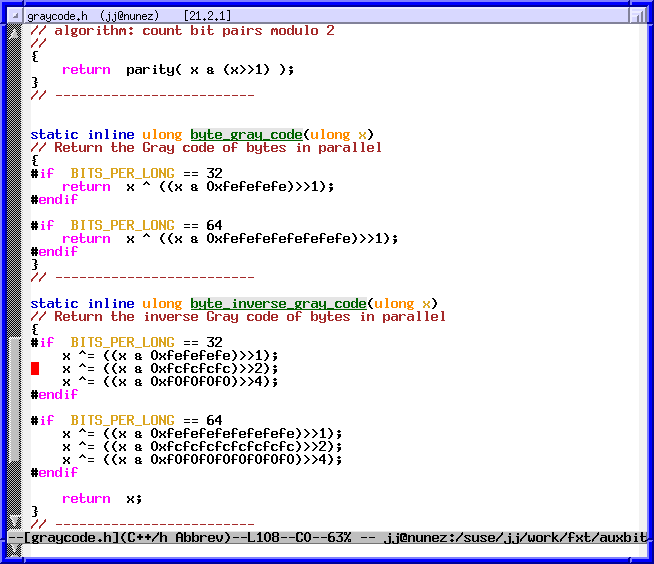 graycode.h (jj@nunez) [21.2.1]
// algorithm: count bit pairs modulo 2
//
{
    return  parity( x & (x>>1) );
}
// -------------------------
static inline ulong byte_gray_code(ulong x)
// Return the Gray code of bytes in parallel
{
#if  BITS_PER_LONG == 32
    return  x ^ ((x & 0xfefefefe)>>1);
#endif
#if  BITS_PER_LONG == 64
    return  x ^ ((x & 0xfefefefefefefefe)>>1);
#endif
}
// -------------------------
static inline ulong byte_inverse_gray_code(ulong x)
// Return the inverse Gray code of bytes in parallel
{
#if  BITS_PER_LONG == 32
    x ^= ((x & 0xfefefefe)>>1);
    x ^= ((x & 0xfcfcfcfc)>>2);
    x ^= ((x & 0xf0f0f0f0)>>4);
#endif
#if  BITS_PER_LONG == 64
    x ^= ((x & 0xfefefefefefefefe)>>1);
    x ^= ((x & 0xfcfcfcfcfcfcfcfc)>>2);
    x ^= ((x & 0xf0f0f0f0f0f0f0f0)>>4);
#endif
    return  x;
}
// -------------------------
--[graycode.h](C++/h Abbrev)--L108--C0--63% -- jj@nunez:/suse/jj/work/fxt/auxbit